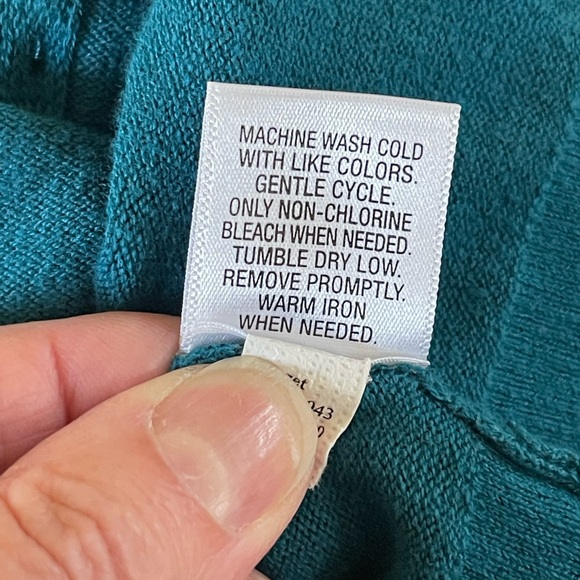 MACHINE WASH COLD
WITH LIKE COLORS.
GENTLE CYCLE.
ONLY NON-CHLORINE
BLEACH WHEN NEEDED.
TUMBLE DRY LOW.
REMOVE PROMPTLY.
WARM IRON
WHEN NEEDED.